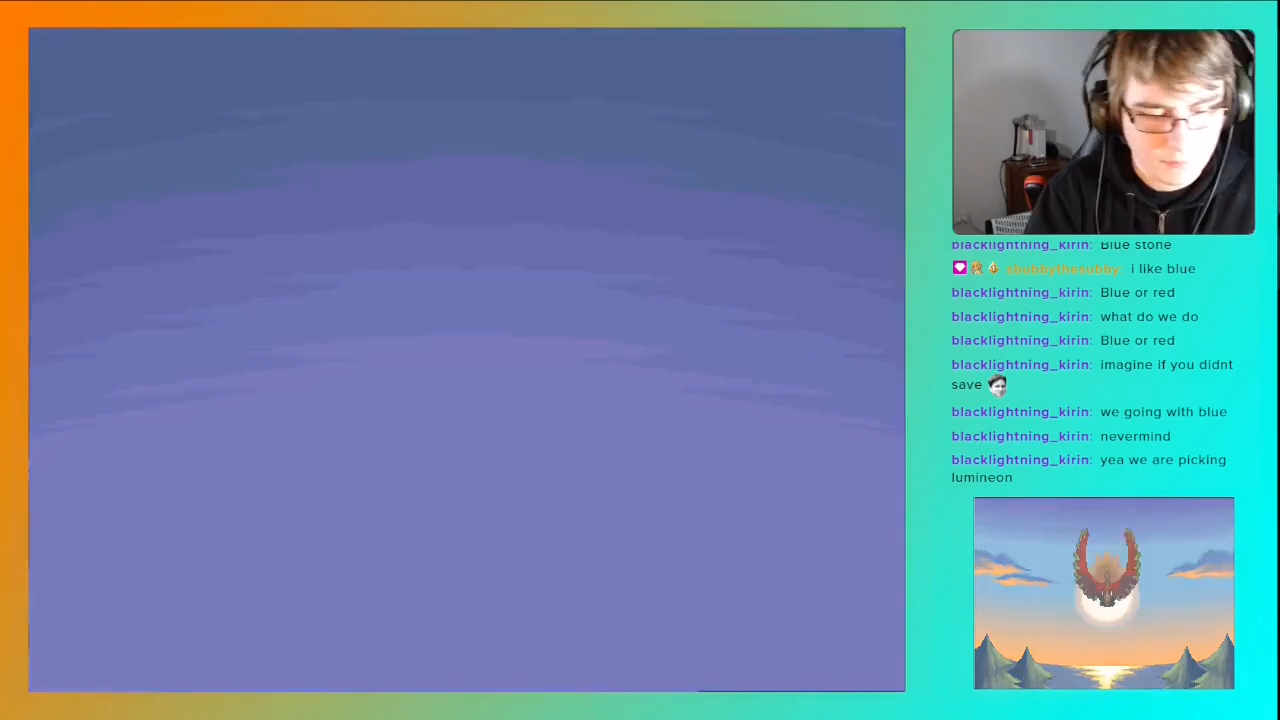 blacklightning_kirin: Blue stone
sbubbythesubby: i like blue
blacklightning_kirin: Blue or red
blacklightning_kirin: what do we do
blacklightning_kirin: Blue or red
blacklightning_kirin: imagine if you didnt
save
blacklightning_kirin: we going with blue
blacklightning_kirin: nevermind
blacklightning_kirin: yea we are picking
lumineon